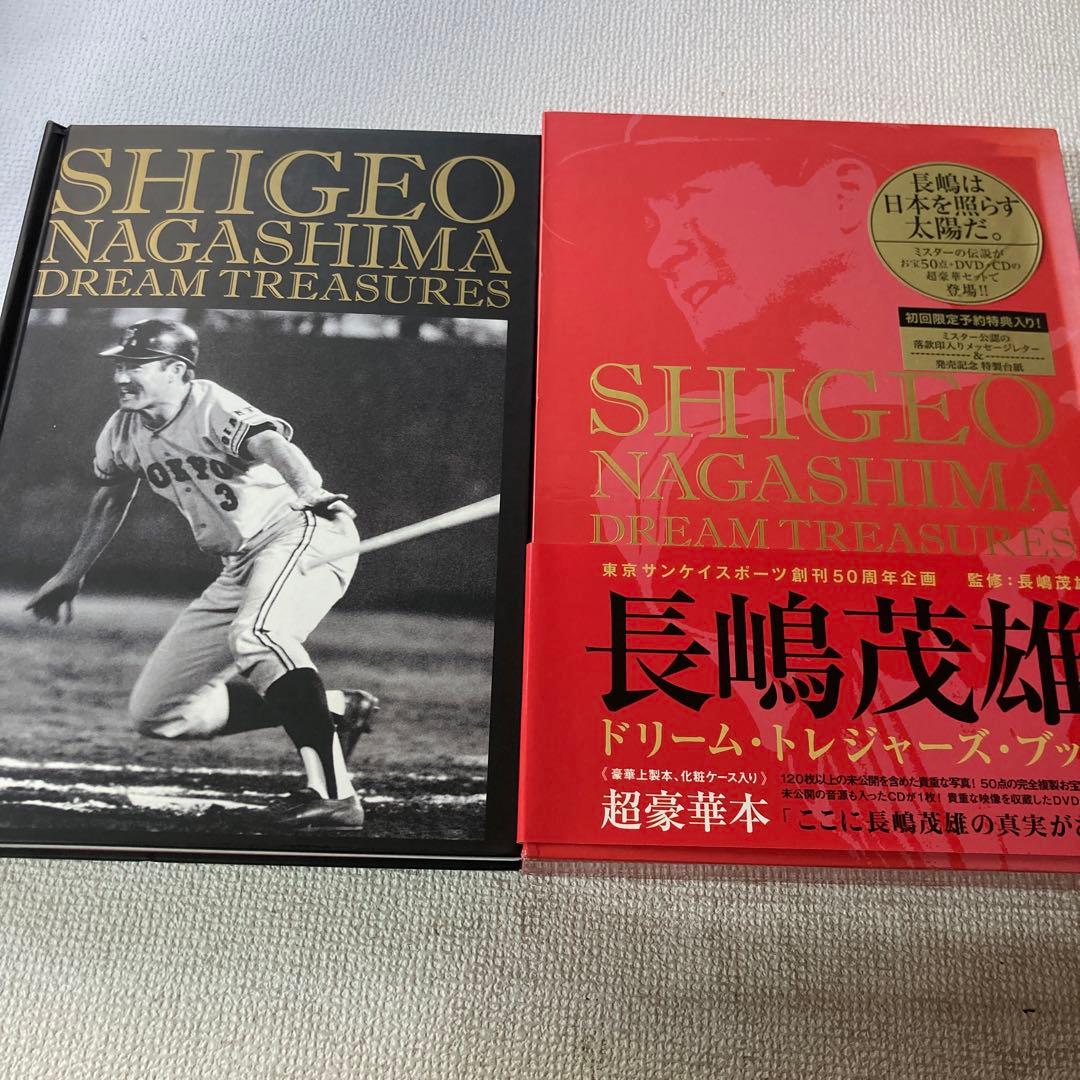 SHIGEO
NAGASHIMA
DREAM TREASURES
GIANT
TOKYO
3
長嶋は
日本を照らす
太陽だ。
ミスターの伝説が
お宝50点+DVD/CDの
超豪華セットで
登場!!
初回限定予約特典入り!
ミスター公認の
落款印入りメッセージレター
&
発売記念 特製台紙
SHIGEO
NAGASHIMA
DREAM TREASURES
東京サンケイスポーツ創刊50周年企画 監修:長嶋茂雄
長嶋茂雄
ドリーム・トレジャーズ・ブッ
《豪華上製本、化粧ケース入り》
超豪華本
120枚以上の未公開を含めた貴重な写真!50点の完全複製お宝
未公開の音源も入ったCDが1枚!貴重な映像を収蔵したDVD
「ここに長嶋茂雄の真実が